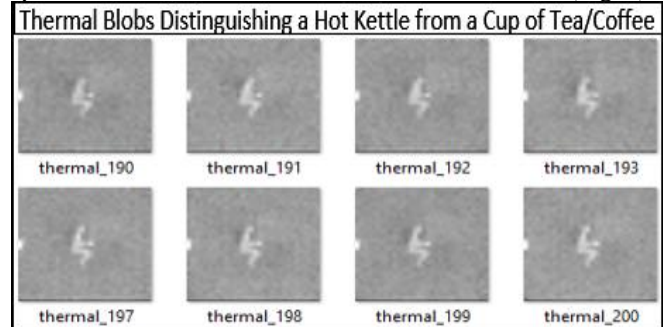 Thermal Blobs Distinguishing a Hot Kettle from a Cup of Tea/Coffee
thermal_190 thermal_191 thermal_192 thermal_193
thermal_197 thermal_198 thermal_199 thermal_200